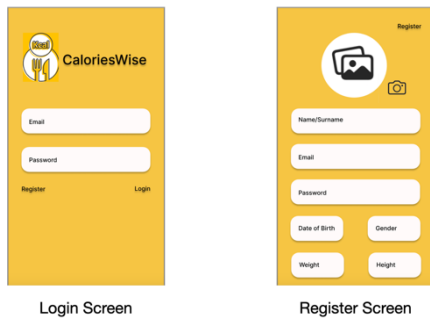 Kcal
CaloriesWise
Email
Password
Register Login
Login Screen
Register
Name/Surname
Email
Password
Date of Birth Gender
Weight Height
Register Screen